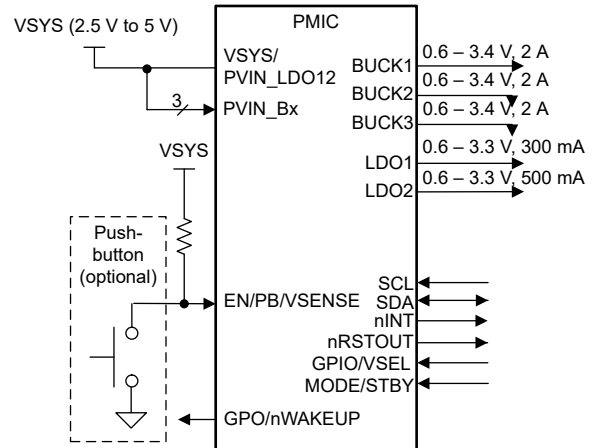 PMIC
VSYS (2.5 V to 5 V)
VSYS/
PVIN_LDO12
3
PVIN_Bx
VSYS
Push-
button
(optional)
EN/PB/VSENSE
GPO/nWAKEUP
BUCK1
0.6 – 3.4 V, 2 A
BUCK2
0.6 – 3.4 V, 2 A
BUCK3
0.6 – 3.4 V, 2 A
LDO1
0.6 – 3.3 V, 300 mA
LDO2
0.6 – 3.3 V, 500 mA
SCL
SDA
nINT
nRSTOUT
GPIO/VSEL
MODE/STBY